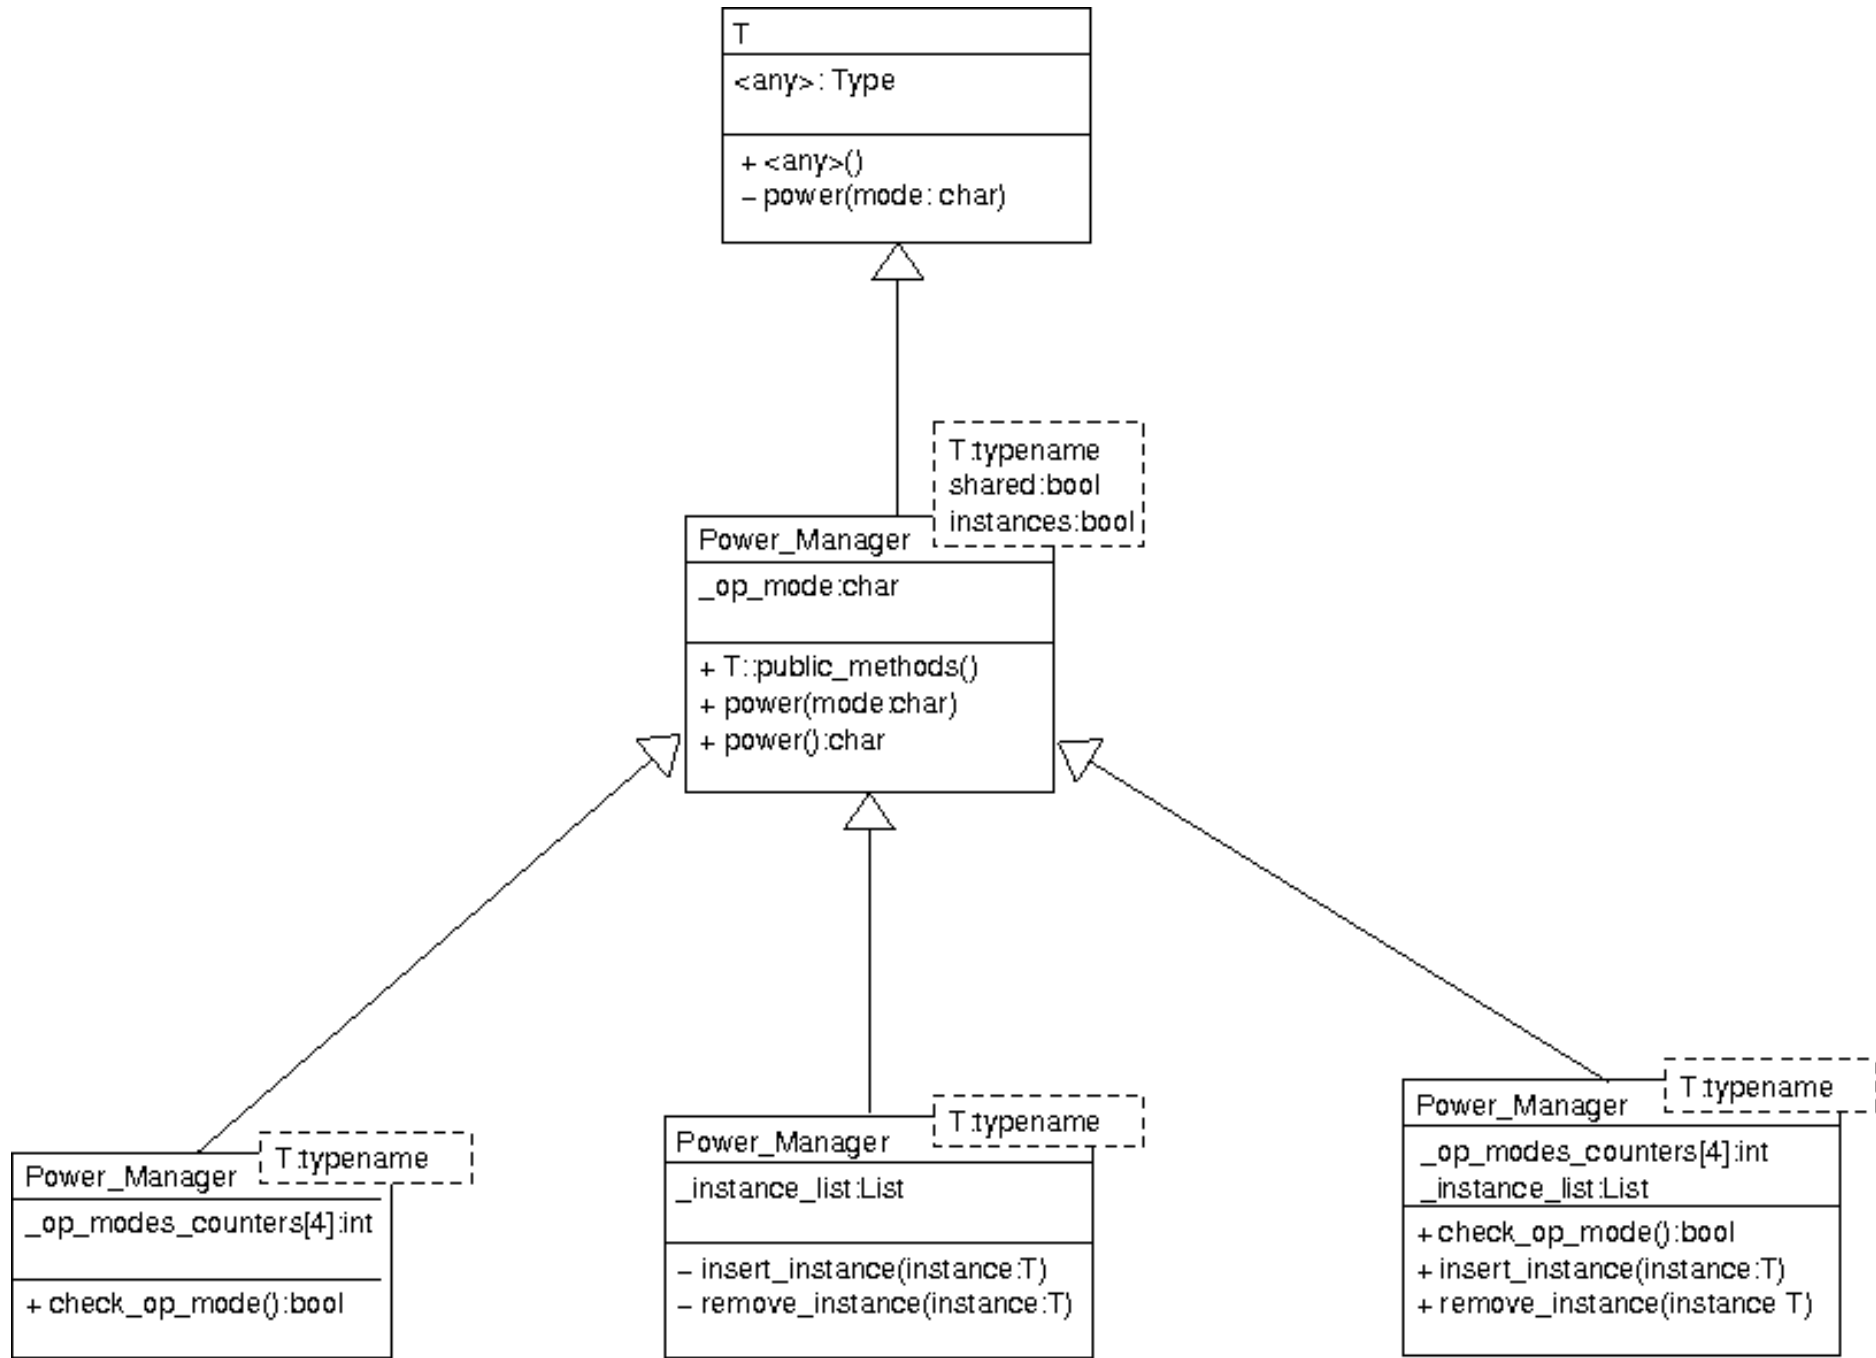 T
<any>: Type
+ <any>()
– power(mode: char)
T:typename
shared:bool
instances:bool
Power_Manager
_op_mode:char
+ T::public_methods()
+ power(mode:char)
+ power():char
T:typename
Power_Manager
_op_modes_counters[4]:int
+ check_op_mode():bool
T:typename
Power_Manager
_instance_list:List
– insert_instance(instance:T)
– remove_instance(instance:T)
T:typename
Power_Manager
_op_modes_counters[4]:int
_instance_list:List
+ check_op_mode():bool
+ insert_instance(instance:T)
+ remove_instance(instance T)